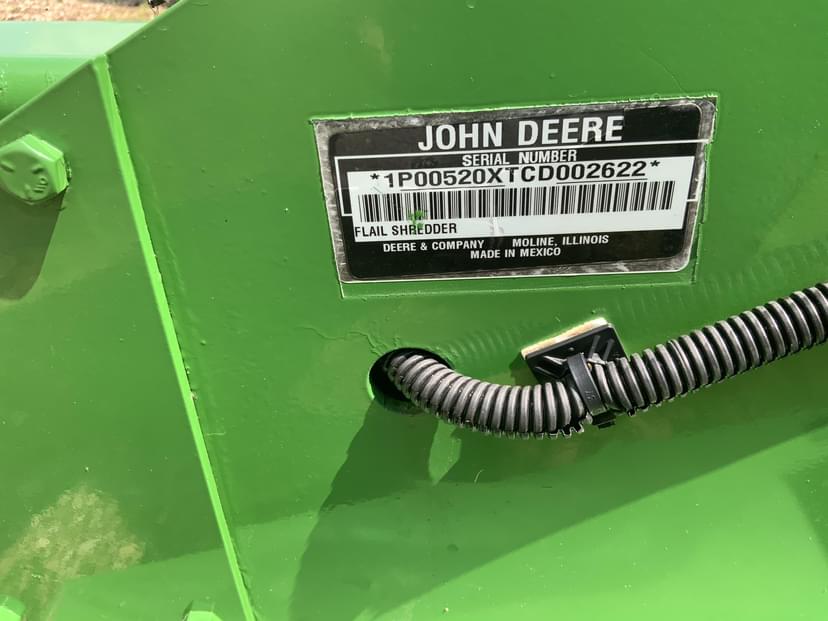 JOHN DEERE
SERIAL NUMBER
*1P00520XTCD002622*
FLAIL SHREDDER
DEERE & COMPANY MOLINE, ILLINOIS
MADE IN MEXICO